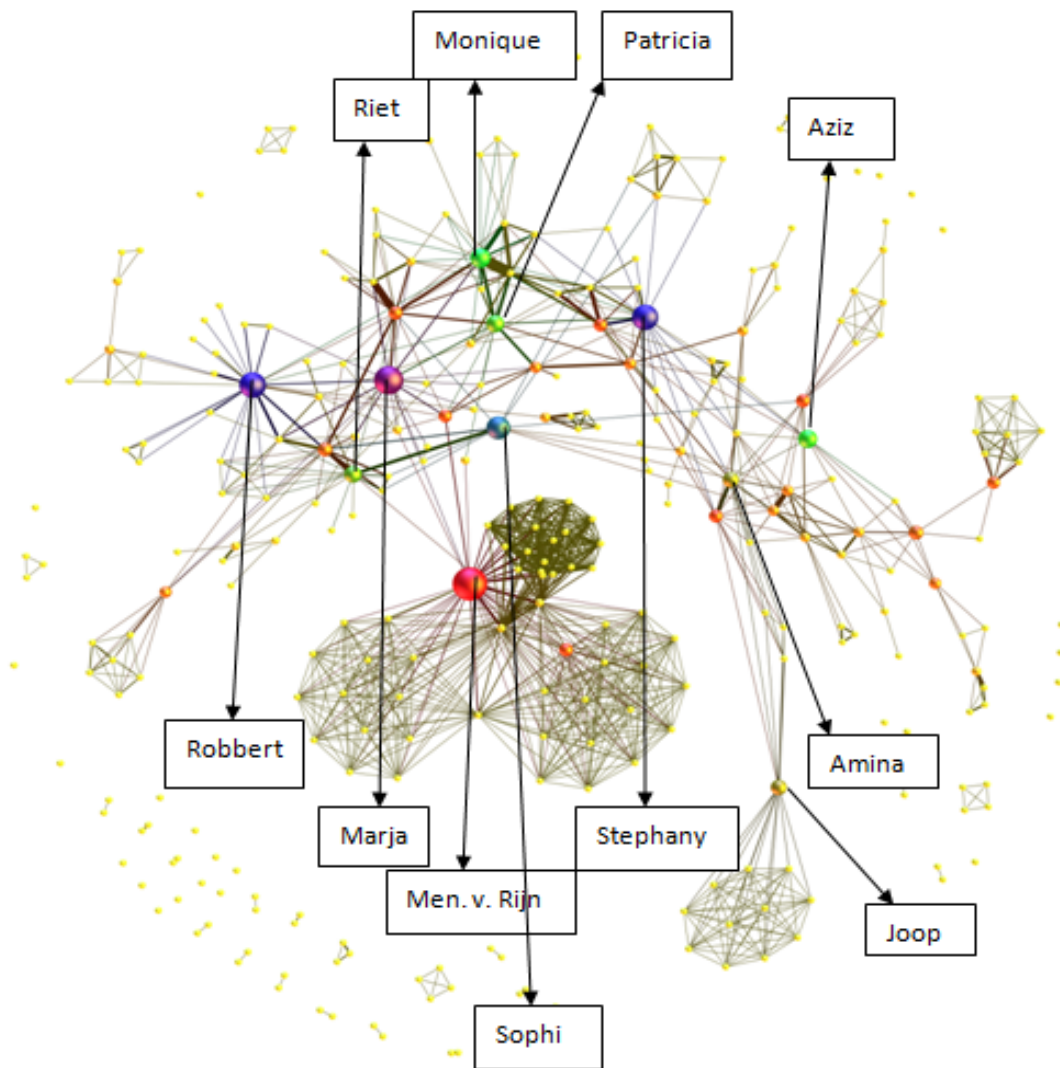 Monique
Patricia
Riet
Aziz
Robbert
Amina
Marja
Stephany
Men. v. Rijn
Joop
Sophi